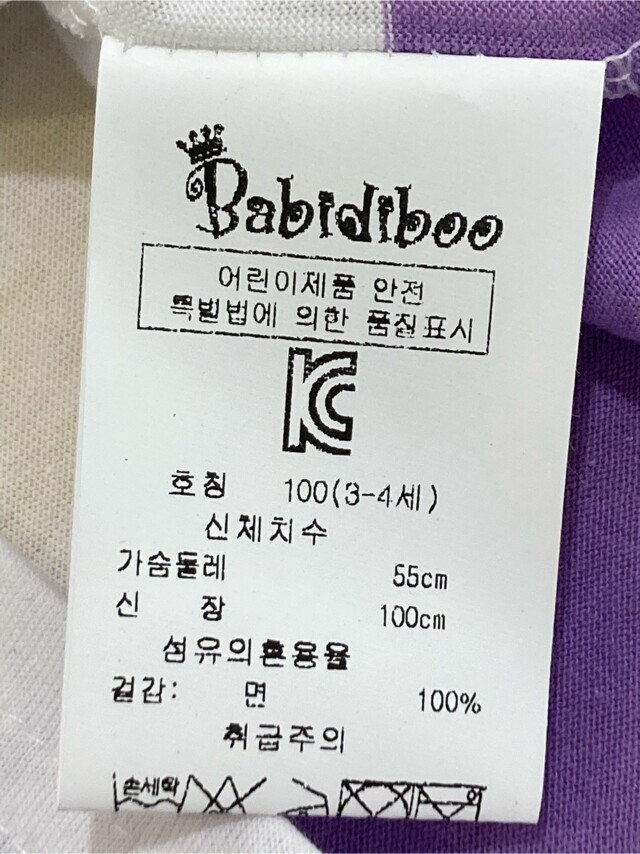 Babidiboo
어린이제품 안전
특별법에 의한 품질표시
KC
호칭 100(3-4세)
신체치수
가슴둘레 55cm
신 장 100cm
섬유의혼용율
겉감: 면 100%
취급주의
손세탁